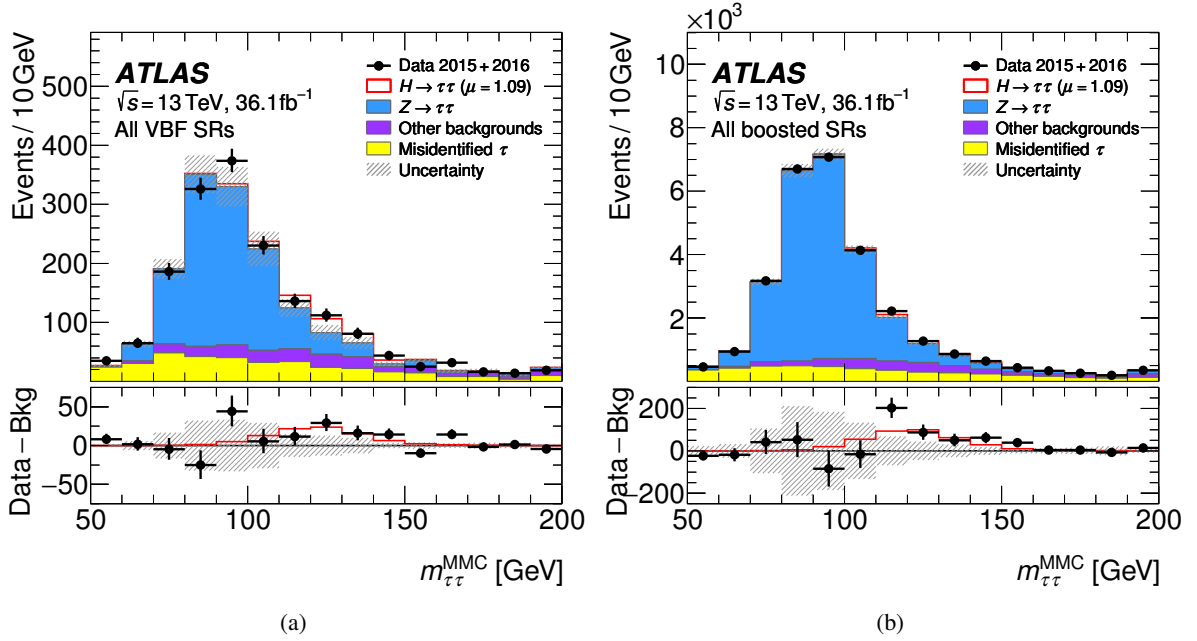 ATLAS
√s = 13 TeV, 36.1 fb⁻¹
All VBF SRs
Data 2015 + 2016
H → ττ (μ = 1.09)
Z → ττ
Other backgrounds
Misidentified τ
Uncertainty
Events / 10 GeV
500
400
300
200
100
Data − Bkg
50
0
−50
50 100 150 200
m_ττ^MMC [GeV]
(a)
×10³
ATLAS
√s = 13 TeV, 36.1 fb⁻¹
All boosted SRs
Data 2015 + 2016
H → ττ (μ = 1.09)
Z → ττ
Other backgrounds
Misidentified τ
Uncertainty
Events / 10 GeV
10
8
6
4
2
Data − Bkg
200
0
−200
50 100 150 200
m_ττ^MMC [GeV]
(b)